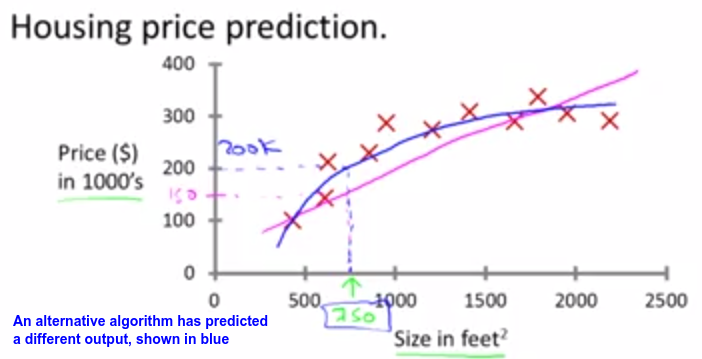 Housing price prediction.
400
300
200K
Price ($)
in 1000's
200
150
100
0
0 500 1000 1500 2000 2500
750
An alternative algorithm has predicted
a different output, shown in blue
Size in feet²